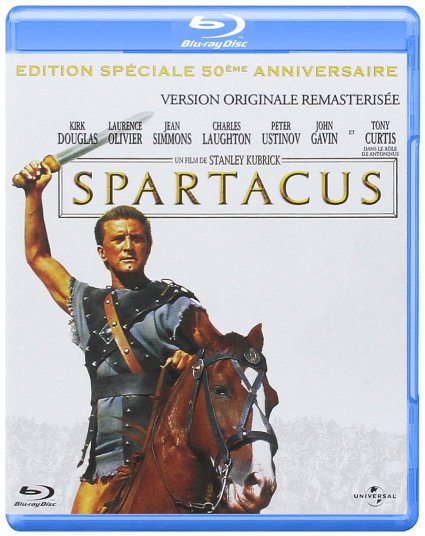 Blu-ray Disc
EDITION SPÉCIALE 50ÈME ANNIVERSAIRE
VERSION ORIGINALE REMASTERISÉE
KIRK DOUGLAS
LAURENCE OLIVIER
JEAN SIMMONS
CHARLES LAUGHTON
PETER USTINOV
JOHN GAVIN
ET
TONY CURTIS
DANS LE RÔLE DE ANTONINUS
UN FILM DE STANLEY KUBRICK
SPARTACUS
Blu-ray Disc
UNIVERSAL